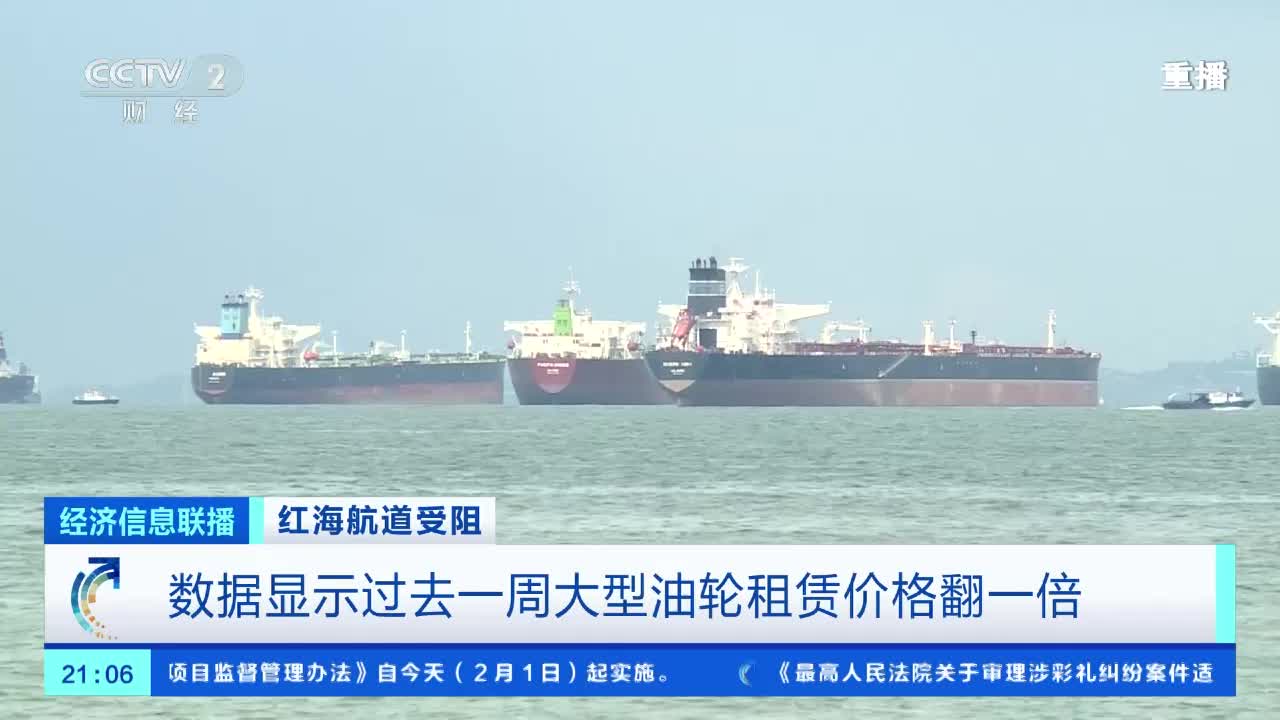 CCTV 2
财 经
重播
经济信息联播
红海航道受阻
数据显示过去一周大型油轮租赁价格翻一倍
21:06
项目监督管理办法》自今天（2月1日）起实施。 《最高人民法院关于审理涉彩礼纠纷案件适